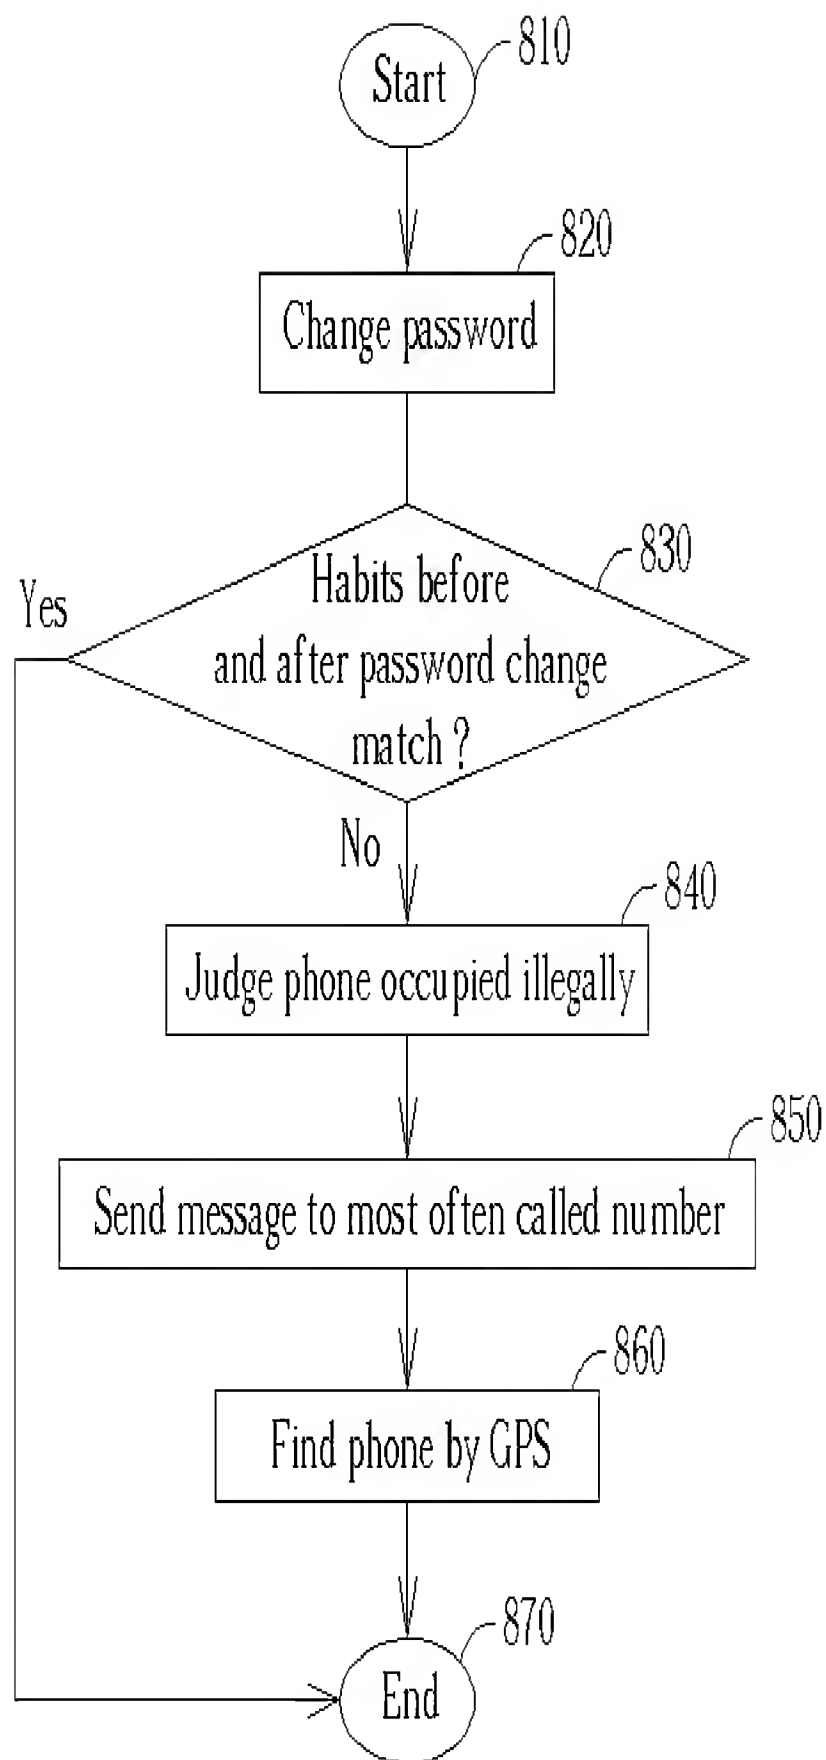 810
Start
820
Change password
830
Habits before
and after password change
match ?
Yes
No
840
Judge phone occupied illegally
850
Send message to most often called number
860
Find phone by GPS
870
End